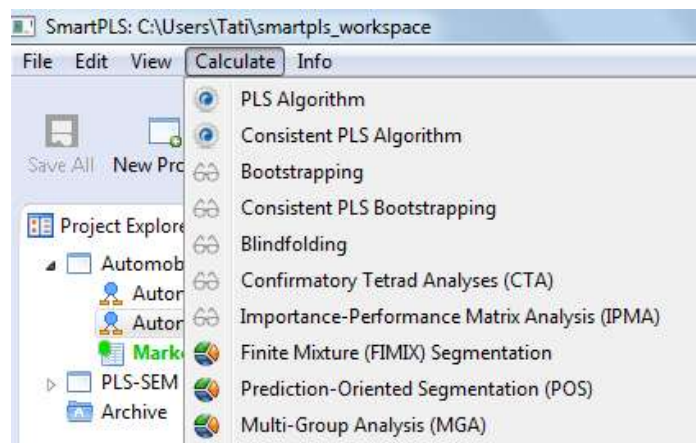 SmartPLS: C:\Users\Tati\smartpls_workspace
File Edit View Calculate Info
Save All New Pro
PLS Algorithm
Consistent PLS Algorithm
Bootstrapping
Consistent PLS Bootstrapping
Blindfolding
Confirmatory Tetrad Analyses (CTA)
Importance-Performance Matrix Analysis (IPMA)
Finite Mixture (FIMIX) Segmentation
Prediction-Oriented Segmentation (POS)
Multi-Group Analysis (MGA)
Project Explore
Automob
Autor
Autor
Marke
PLS-SEM
Archive